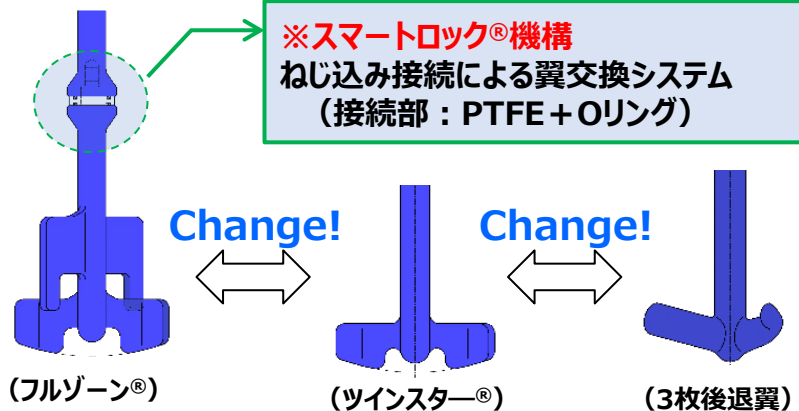 ※スマートロック®機構
ねじ込み接続による翼交換システム
（接続部：PTFE＋Oリング）
Change!
Change!
（フルゾーン®）
（ツインスタ―®）
（3枚後退翼）